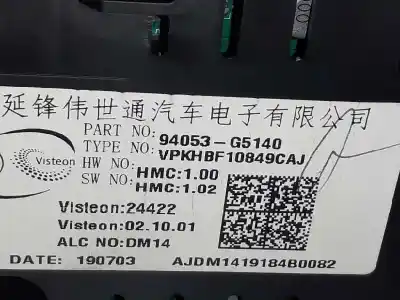 延锋伟世通汽车电子有限公司
PART NO: 94053-G5140
TYPE NO: VPKHBF10849CAJ
HW NO: HMC:1.00
SW NO: HMC:1.02
Visteon
Visteon:24422
Visteon:02.10.01
ALC NO:DM14
DATE: 190703 AJDM1419184B0082